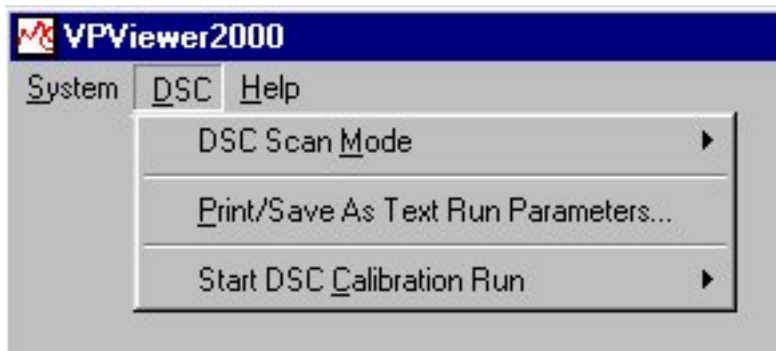 VPViewer2000
System DSC Help
DSC Scan Mode
Print/Save As Text Run Parameters...
Start DSC Calibration Run